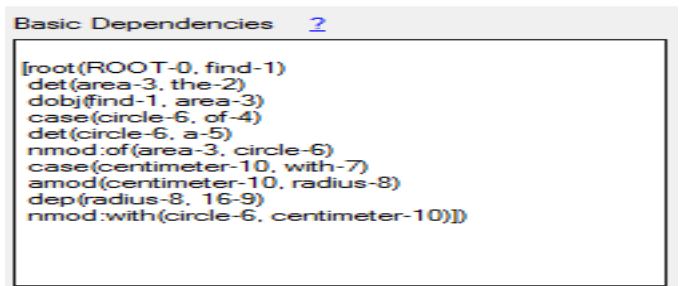 Basic Dependencies ?
[root(ROOT-0, find-1)
det(area-3, the-2)
dobj(find-1, area-3)
case(circle-6, of-4)
det(circle-6, a-5)
nmod:of(area-3, circle-6)
case(centimeter-10, with-7)
amod(centimeter-10, radius-8)
dep(radius-8, 16-9)
nmod:with(circle-6, centimeter-10)])